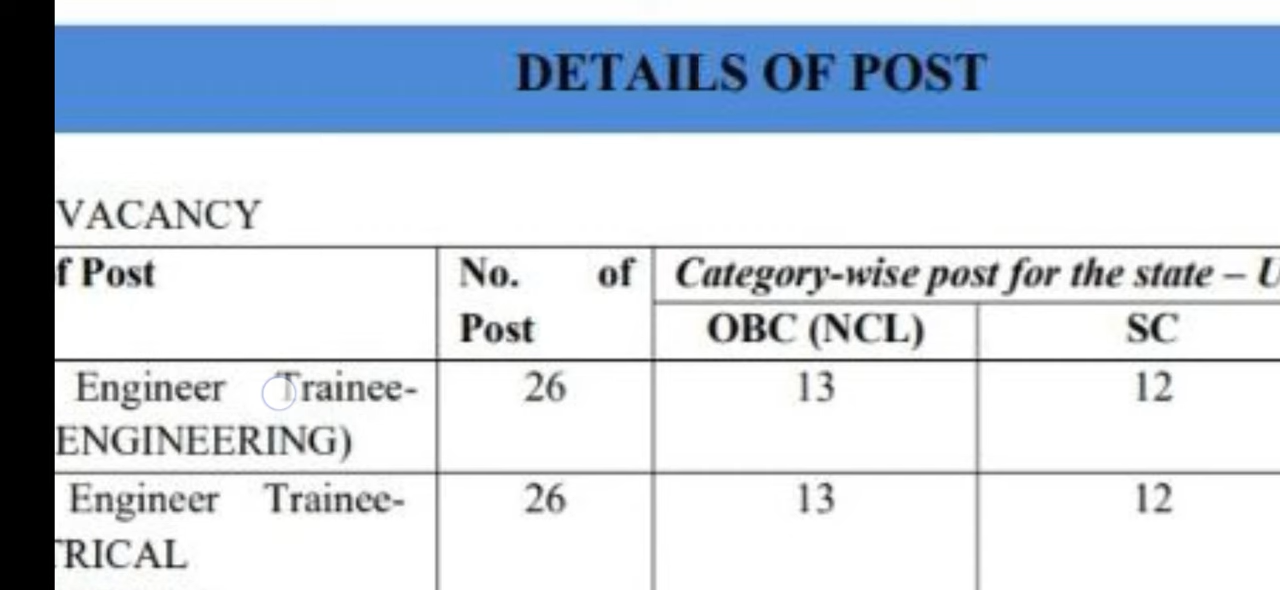 DETAILS OF POST
VACANCY
f Post
No. of
Post
Category-wise post for the state –
OBC (NCL)
SC
Engineer Trainee-
ENGINEERING)
26
13
12
Engineer Trainee-
TRICAL
26
13
12